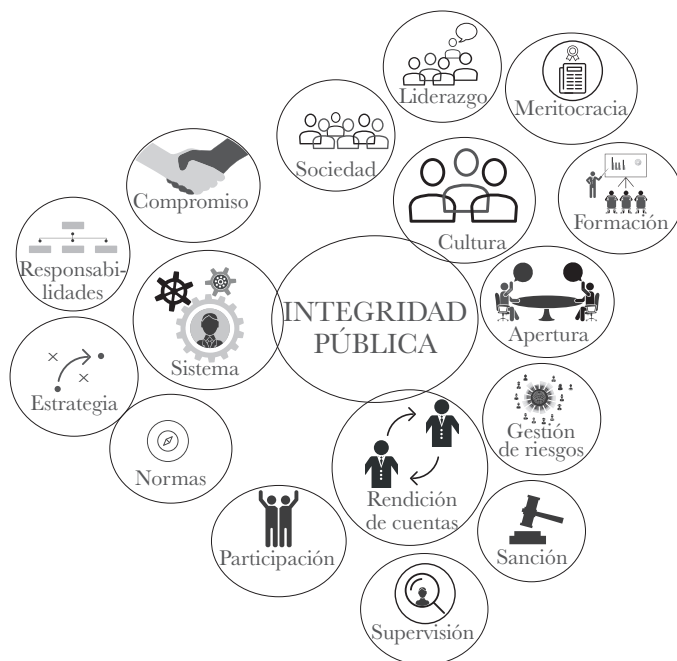 Liderazgo
Meritocracia
Sociedad
Compromiso
Cultura
Formación
Responsabi-
lidades
INTEGRIDAD
PÚBLICA
Apertura
Sistema
Estrategia
Gestión
de riesgos
Normas
Rendición
de cuentas
Participación
Sanción
Supervisión